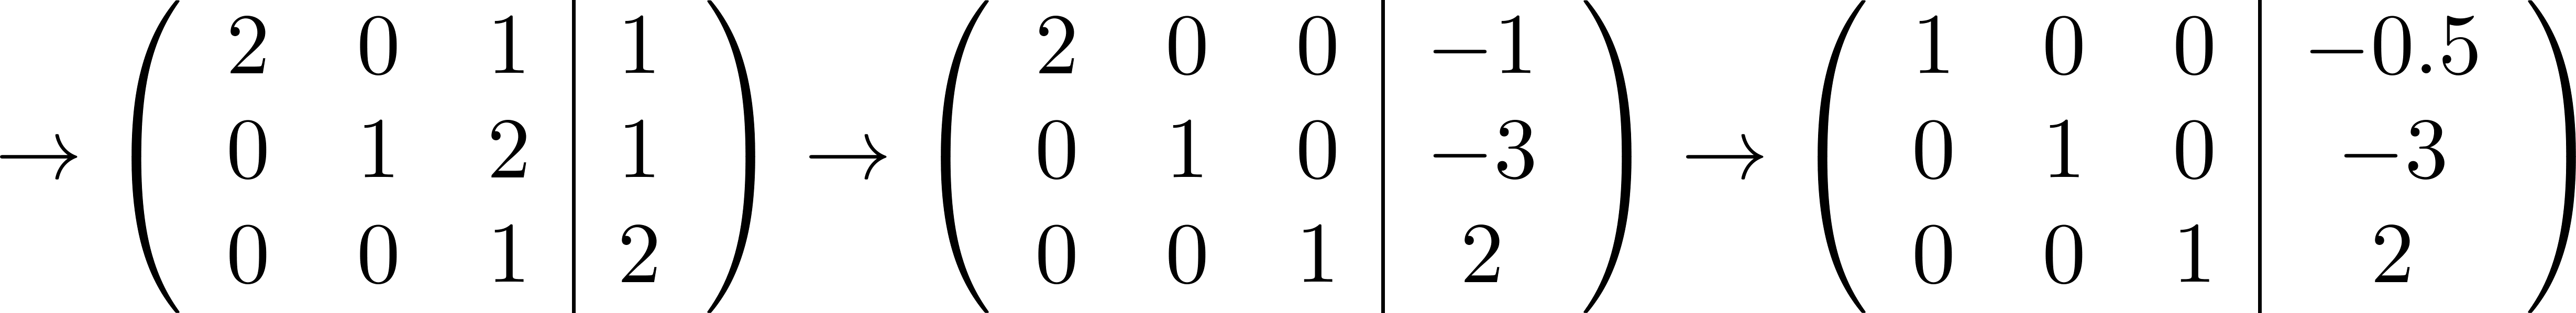 → ( 2 0 1 | 1 ) → ( 2 0 0 | −1 ) → ( 1 0 0 | −0.5 )
0 1 2 | 1 0 1 0 | −3 0 1 0 | −3
0 0 1 | 2 0 0 1 | 2 0 0 1 | 2